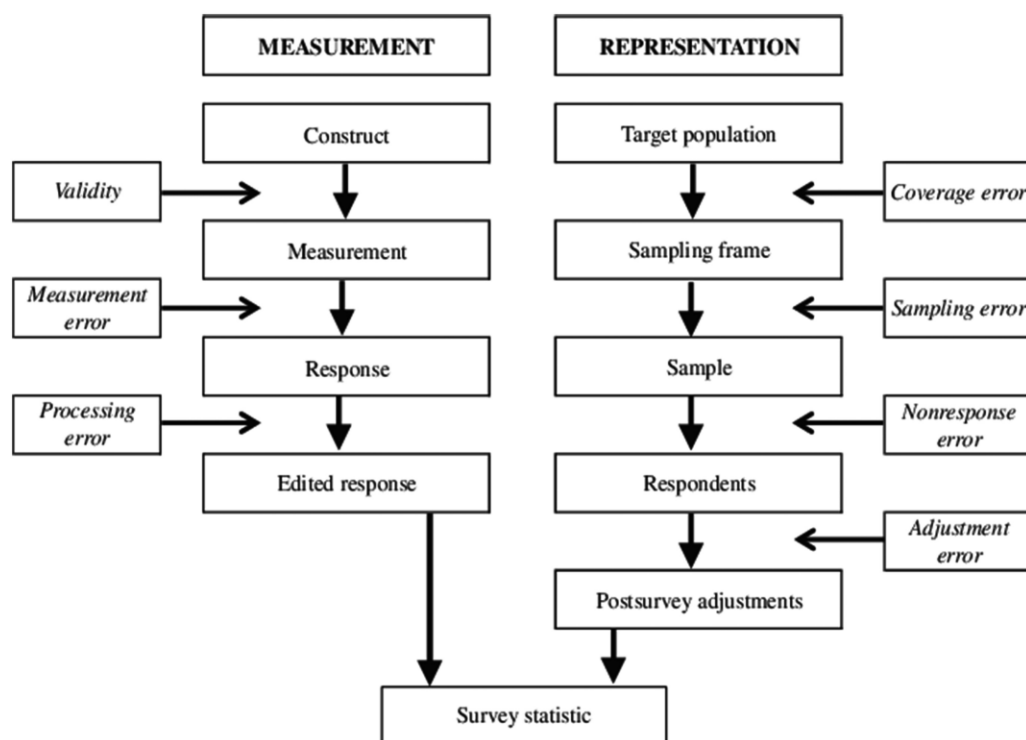 MEASUREMENT
REPRESENTATION
Construct
Target population
Validity
Coverage error
Measurement
Sampling frame
Measurement
error
Sampling error
Response
Sample
Processing
error
Nonresponse
error
Edited response
Respondents
Adjustment
error
Postsurvey adjustments
Survey statistic